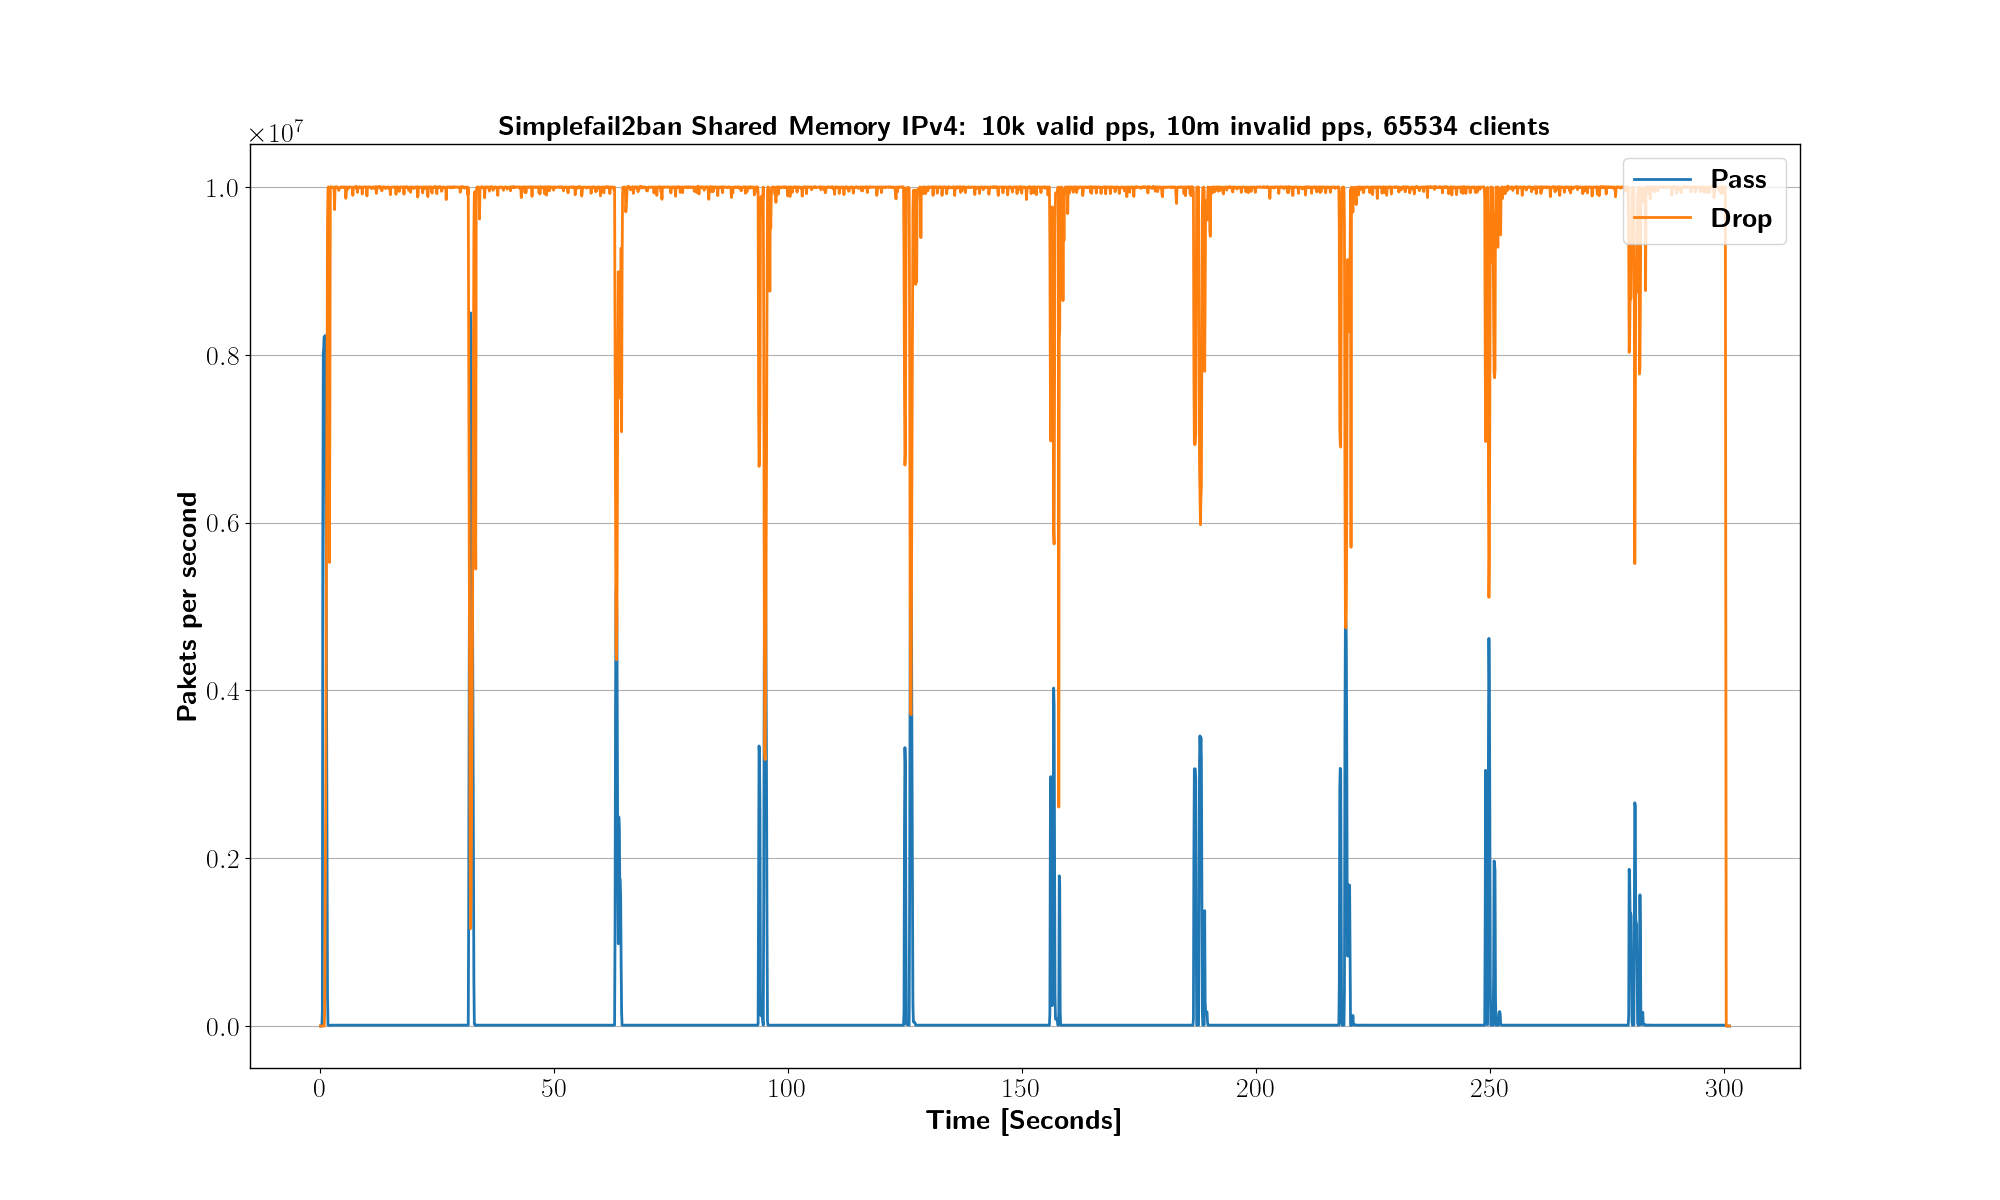 Simplefail2ban Shared Memory IPv4: 10k valid pps, 10m invalid pps, 65534 clients
×10⁷
Pass
Drop
1.0
0.8
0.6
0.4
0.2
0.0
Pakets per second
0 50 100 150 200 250 300
Time [Seconds]